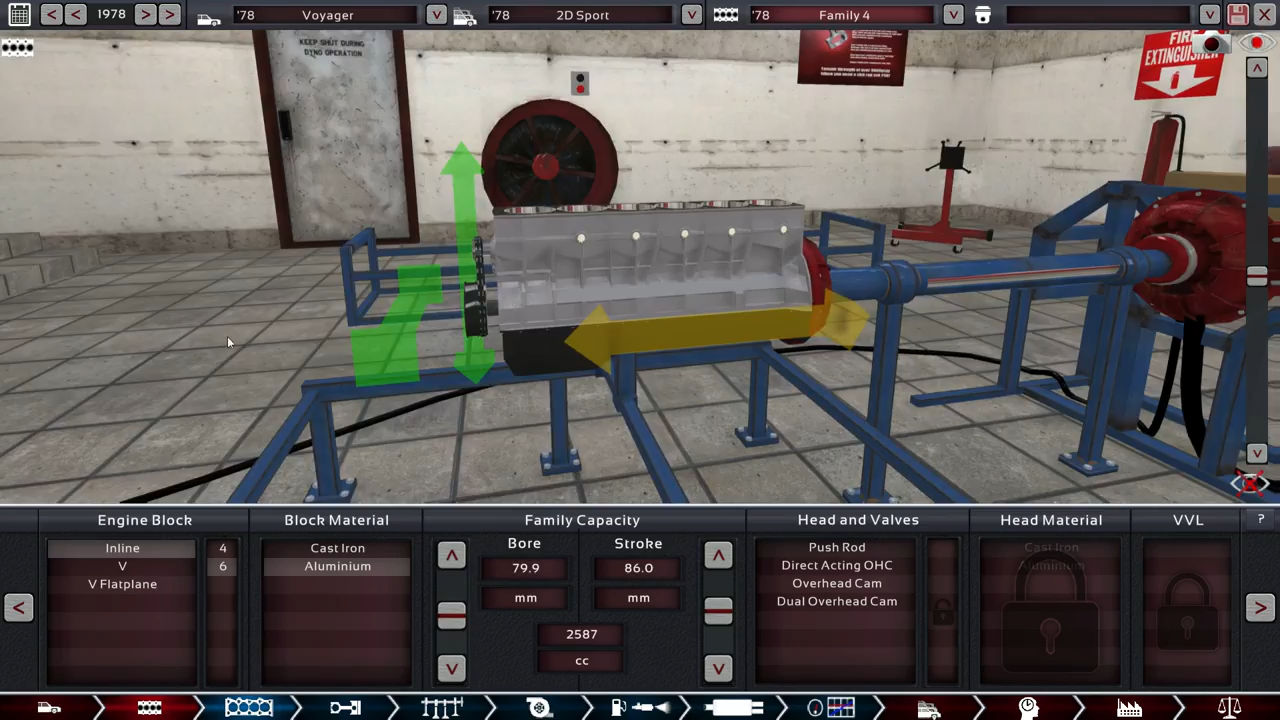 1978
'78 Voyager
'78 2D Sport
'78 Family 4
KEEP SHUT DURING
DYNO OPERATION
FIRE
EXTINGUISHER
Engine Block
Block Material
Family Capacity
Head and Valves
Head Material
VVL
?
Inline
4
V
6
V Flatplane
Cast Iron
Aluminium
Bore
Stroke
79.9
86.0
mm
mm
2587
cc
Push Rod
Direct Acting OHC
Overhead Cam
Dual Overhead Cam
Cast Iron
Aluminium